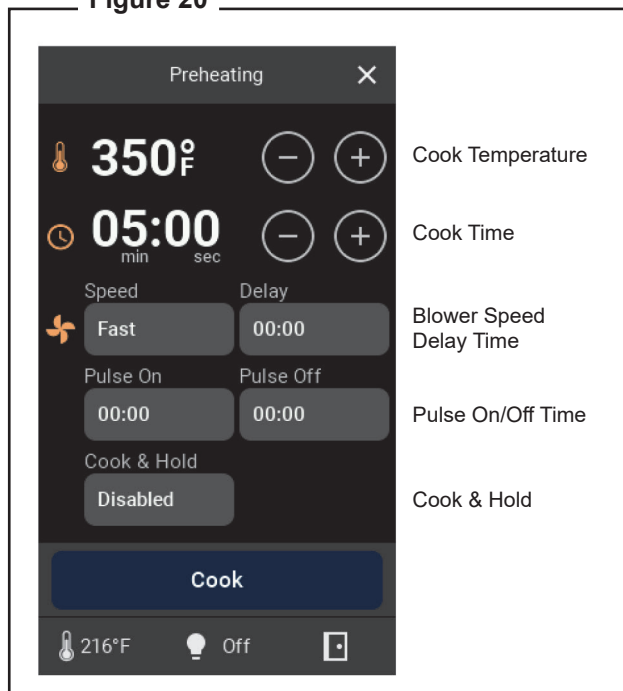 Figure 20
Preheating
350°F
Cook Temperature
05:00
min sec
Cook Time
Speed Delay
Fast 00:00
Blower Speed
Delay Time
Pulse On Pulse Off
00:00 00:00
Pulse On/Off Time
Cook & Hold
Disabled
Cook & Hold
Cook
216°F Off